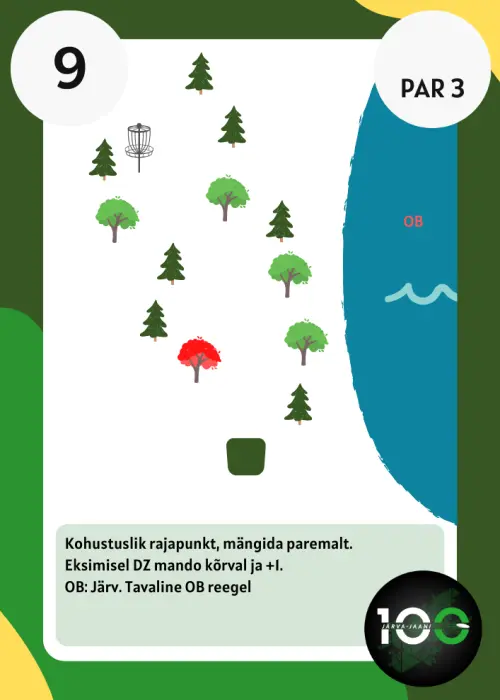 9
PAR 3
OB
Kohustuslik rajapunkt, mängida paremalt.
Eksimisel DZ mando kõrval ja +1.
OB: Järv. Tavaline OB reegel
100
JÄRVA-JAANI